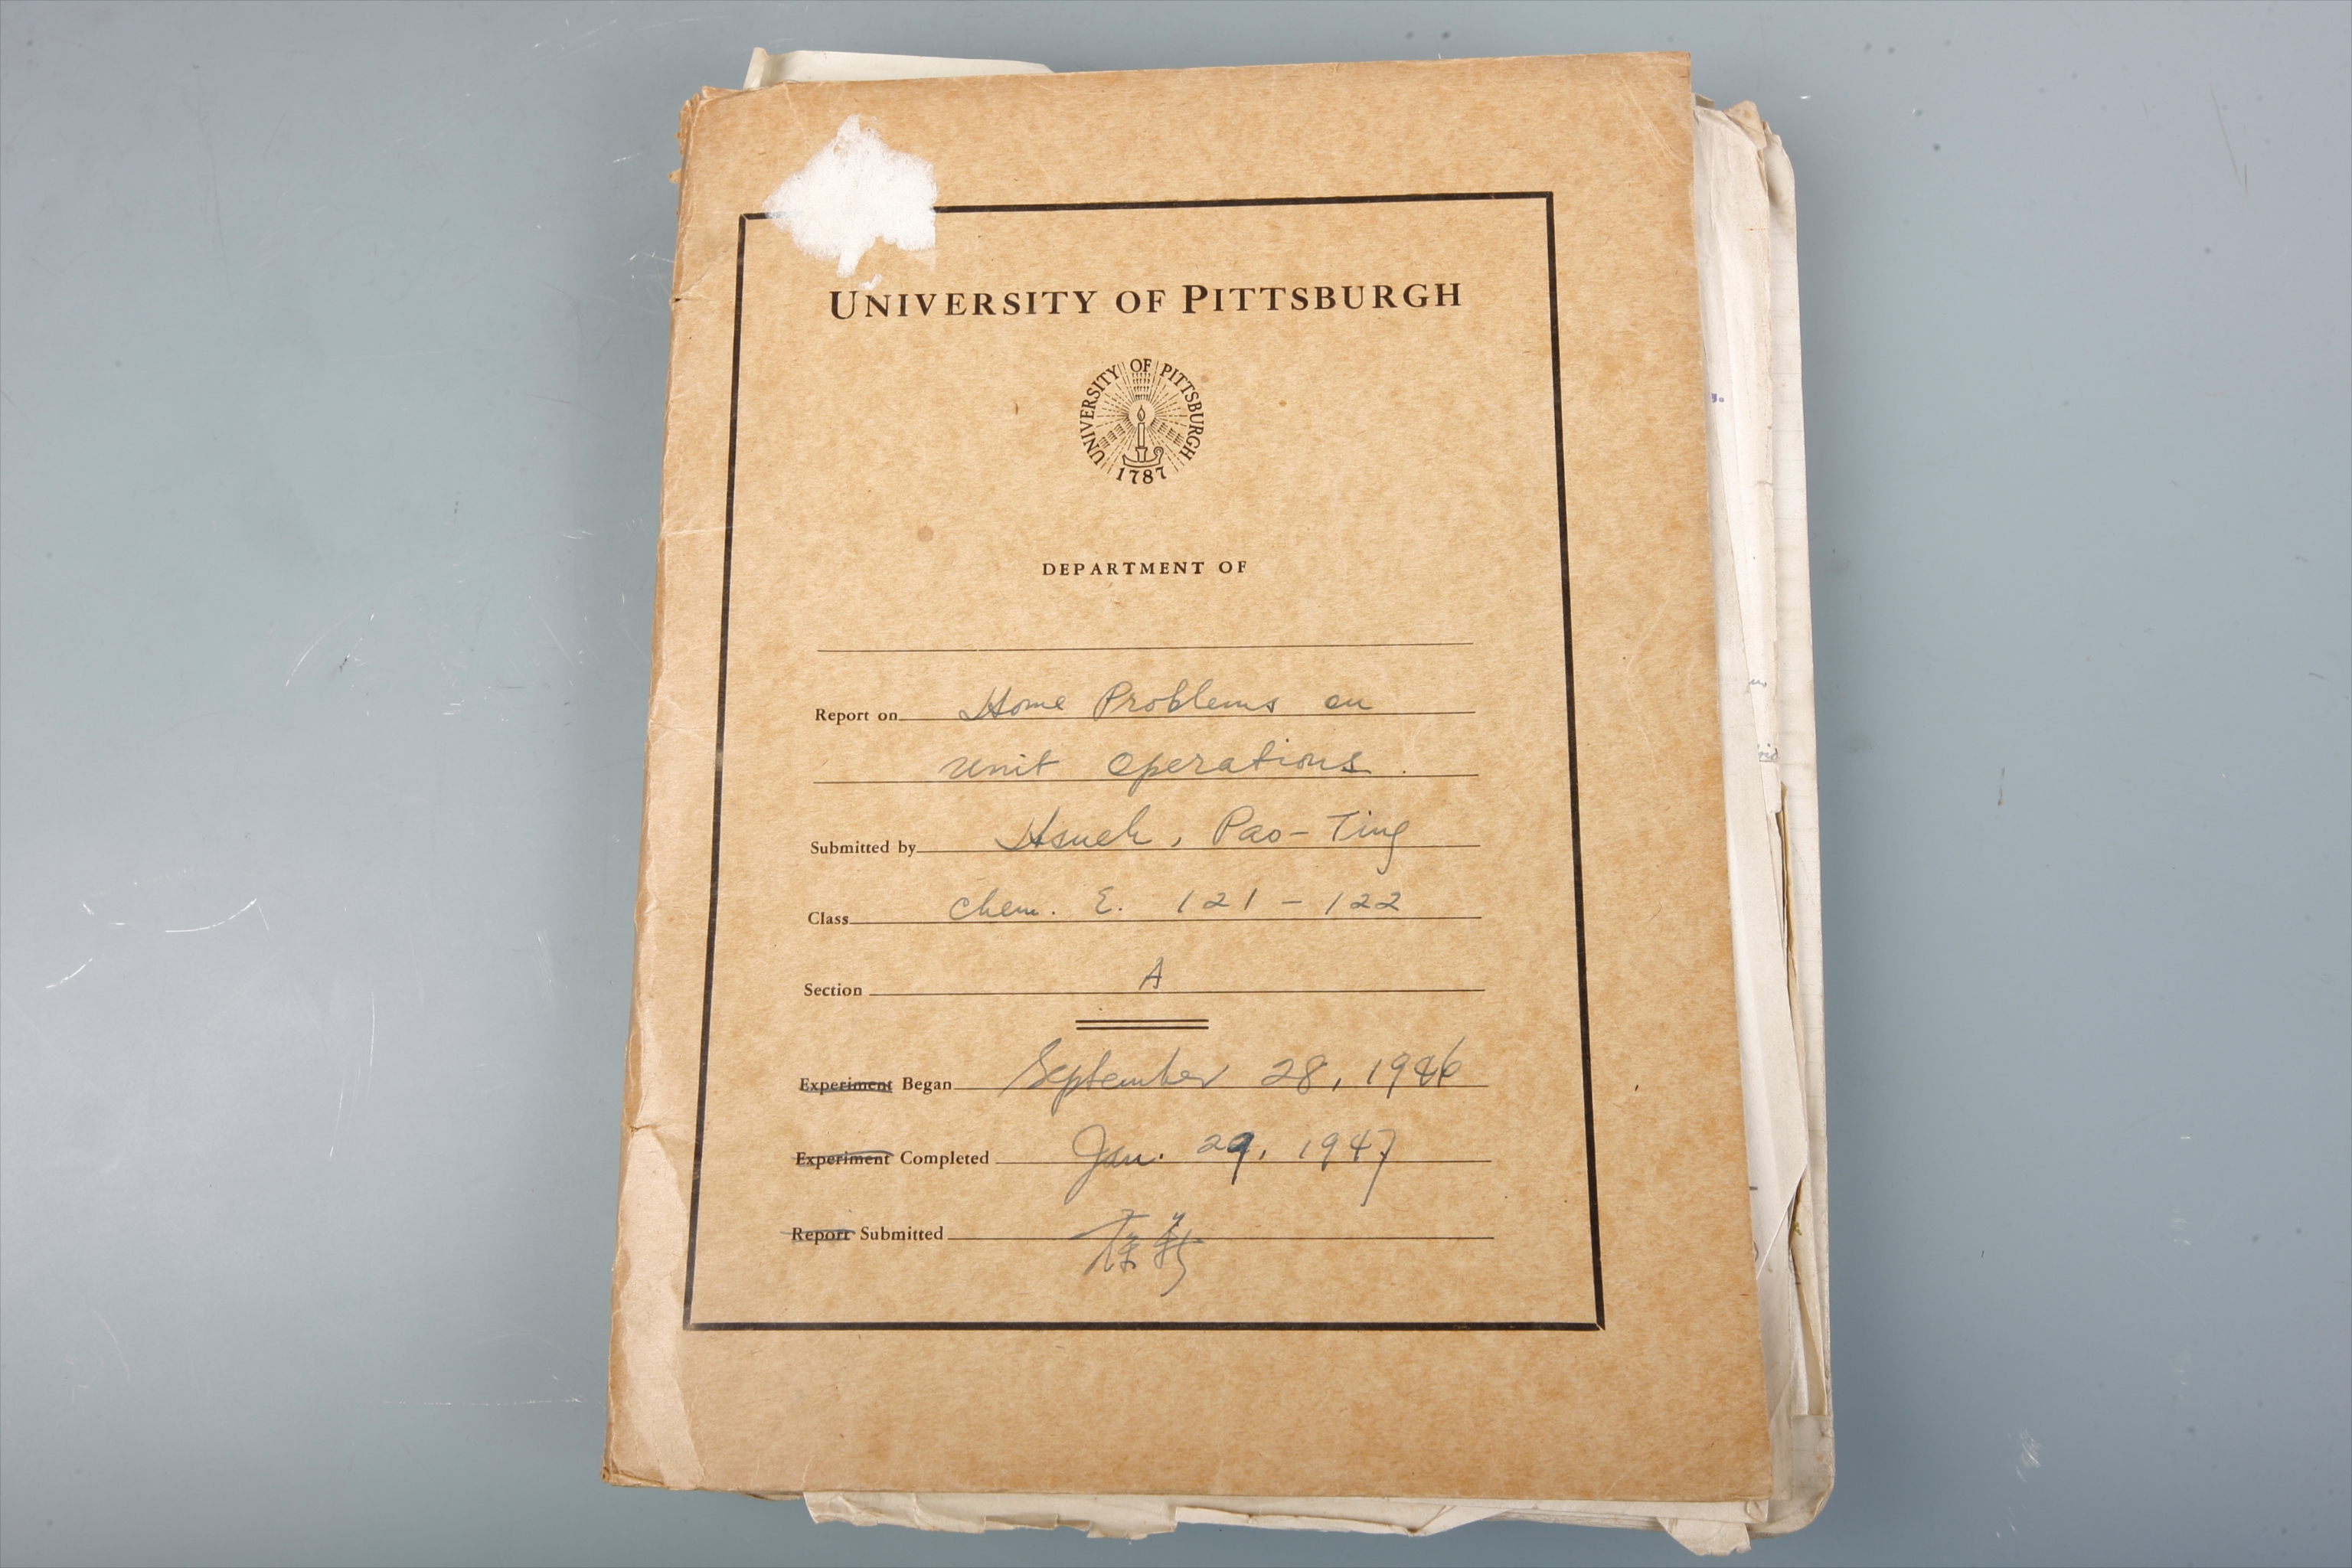 UNIVERSITY OF PITTSBURGH
UNIVERSITY OF PITTSBURGH
1787
DEPARTMENT OF
Report on Home Problems on
Unit Operations.
Submitted by Hsueh, Pao-Ting
Class Chem. E. 121 - 122
Section A
Experiment Began September 28, 1946
Experiment Completed Jan. 29, 1947
Report Submitted